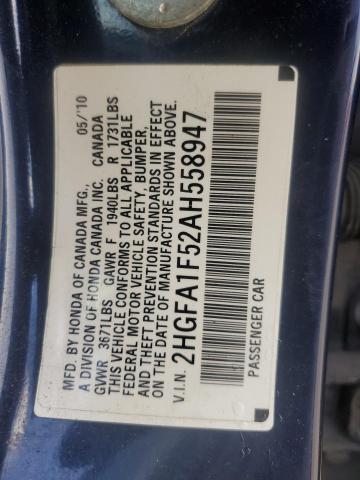 MFD. BY HONDA OF CANADA MFG., 05/'10
A DIVISION OF HONDA CANADA INC. CANADA
GVWR 3671LBS GAWR F 1940LBS R 1731LBS
THIS VEHICLE CONFORMS TO ALL APPLICABLE
FEDERAL MOTOR VEHICLE SAFETY, BUMPER,
AND THEFT PREVENTION STANDARDS IN EFFECT
ON THE DATE OF MANUFACTURE SHOWN ABOVE.
V.I.N. 2HGFA1F52AH558947
PASSENGER CAR